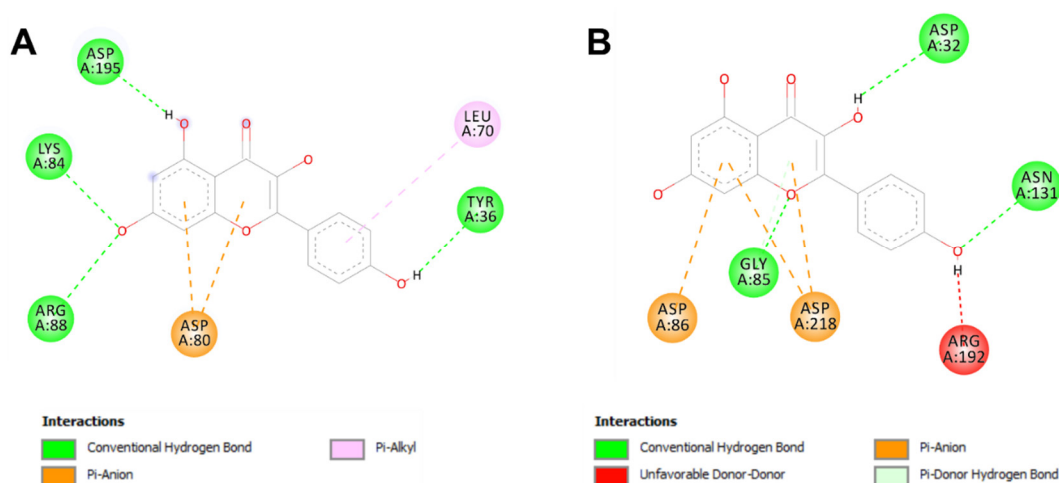 A
ASP
A:195
LYS
A:84
ARG
A:88
ASP
A:80
LEU
A:70
TYR
A:36
H
O
O
O
O
O
O
H
Interactions
Conventional Hydrogen Bond
Pi-Alkyl
Pi-Anion
B
ASP
A:32
ASN
A:131
GLY
A:85
ASP
A:86
ASP
A:218
ARG
A:192
O
O
H
O
O
O
O
H
Interactions
Conventional Hydrogen Bond
Pi-Anion
Unfavorable Donor-Donor
Pi-Donor Hydrogen Bond